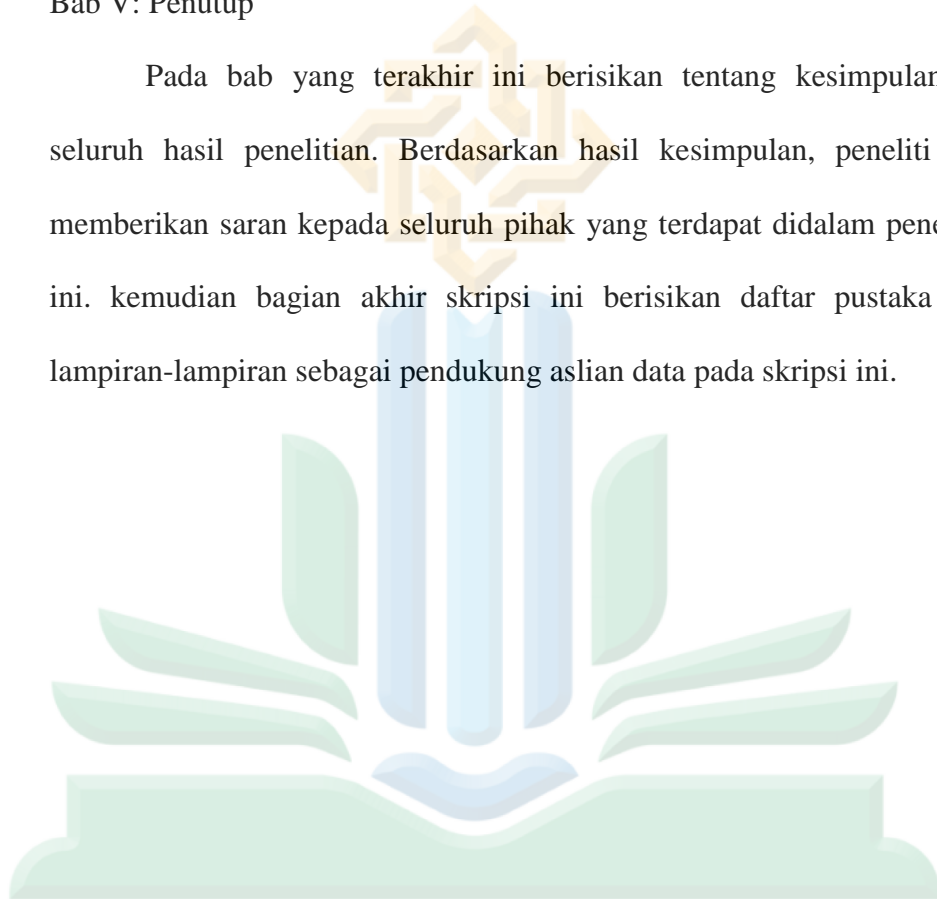 Bab V: Penutup
Pada bab yang terakhir ini berisikan tentang kesimpulan
seluruh hasil penelitian. Berdasarkan hasil kesimpulan, peneliti
memberikan saran kepada seluruh pihak yang terdapat didalam pene
ini. kemudian bagian akhir skripsi ini berisikan daftar pustaka
lampiran-lampiran sebagai pendukung aslian data pada skripsi ini.